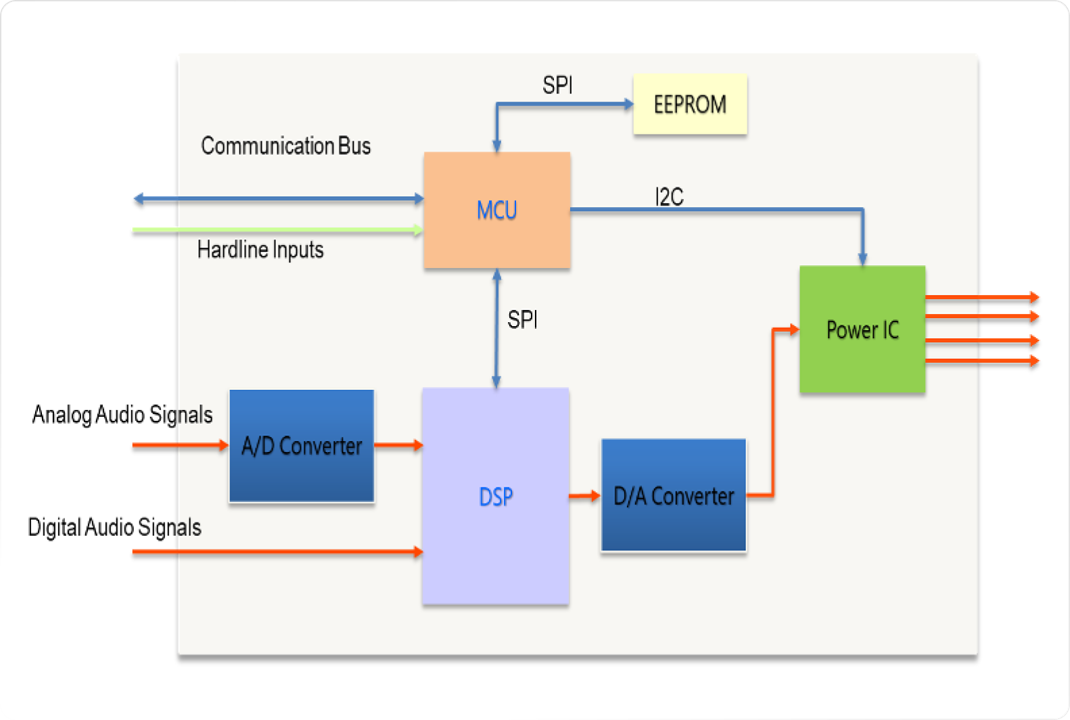 SPI
EEPROM
Communication Bus
MCU
I2C
Hardline Inputs
SPI
Power IC
Analog Audio Signals
A/D Converter
DSP
D/A Converter
Digital Audio Signals